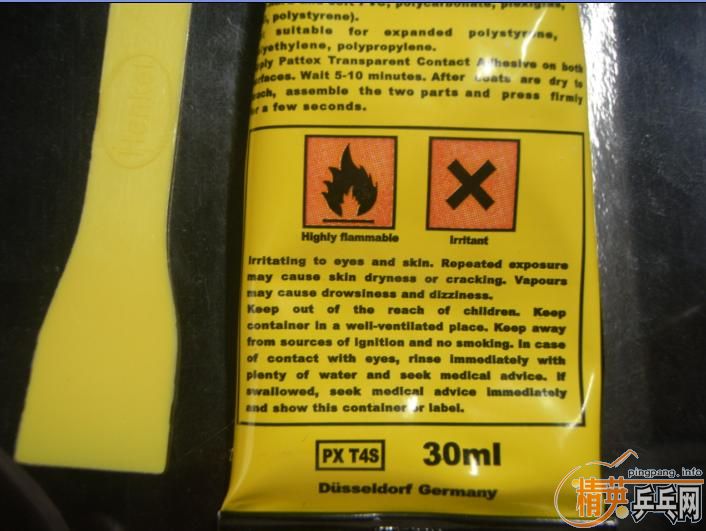 polycarbonate, plexiglas,
polystyrene).
suitable for expanded polystyrene,
polypropylene.
Pattex Transparent Contact Adhesive on both
Wait 5-10 minutes. After coats are dry to
assemble the two parts and press firmly
a few seconds.
Highly flammable
Irritant
Irritating to eyes and skin. Repeated exposure
may cause skin dryness or cracking. Vapours
may cause drowsiness and dizziness.
Keep out of the reach of children. Keep
container in a well-ventilated place. Keep away
from sources of ignition and no smoking. In case
of contact with eyes, rinse immediately with
plenty of water and seek medical advice. If
swallowed, seek medical advice immediately
and show this container or label.
PX T4S
30ml
Düsseldorf Germany
Henkel
pingpang.info
精英乒乓网